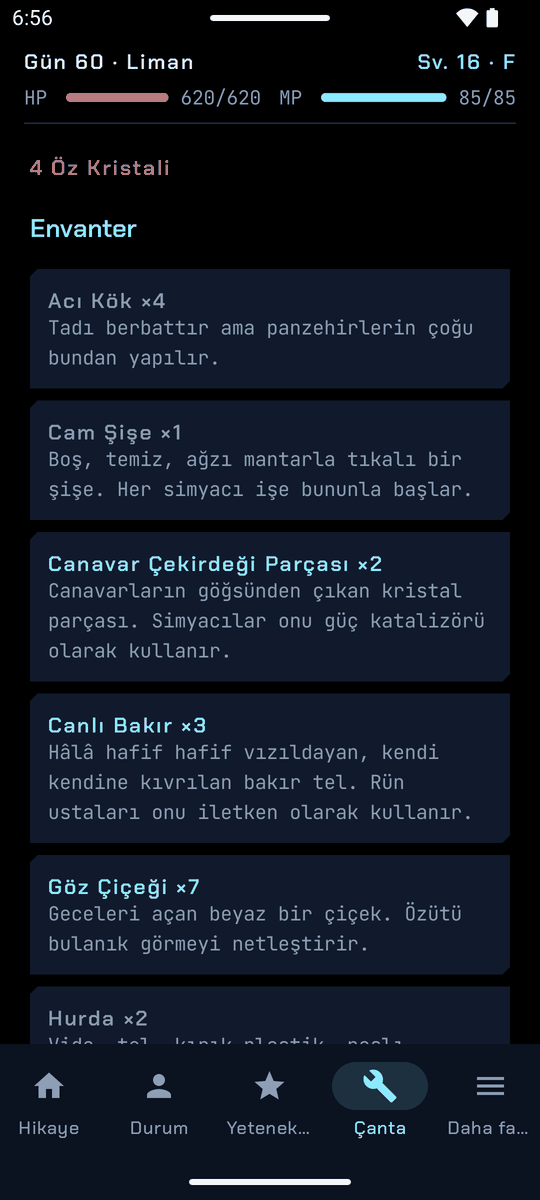 6:56
Gün 60 · Liman
Sv. 16 · F
HP 620/620 MP 85/85
4 Öz Kristali
Envanter
Acı Kök ×4
Tadı berbattır ama panzehirlerin çoğu
bundan yapılır.
Cam Şişe ×1
Boş, temiz, ağzı mantarla tıkalı bir
şişe. Her simyacı işe bununla başlar.
Canavar Çekirdeği Parçası ×2
Canavarların göğsünden çıkan kristal
parçası. Simyacılar onu güç katalizörü
olarak kullanır.
Canlı Bakır ×3
Hâlâ hafif hafif vızıldayan, kendi
kendine kıvrılan bakır tel. Rün
ustaları onu iletken olarak kullanır.
Göz Çiçeği ×7
Geceleri açan beyaz bir çiçek. Özütü
bulanık görmeyi netleştirir.
Hurda ×2
Hikaye
Durum
Yetenek…
Çanta
Daha fa…